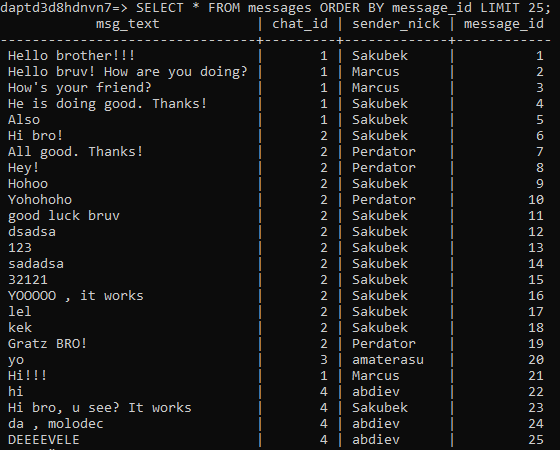 daptd3d8hdnvn7=> SELECT * FROM messages ORDER BY message_id LIMIT 25;
msg_text | chat_id | sender_nick | message_id
----------------------------+---------+-------------+------------
Hello brother!!! | 1 | Sakubek | 1
Hello bruv! How are you doing? | 1 | Marcus | 2
How's your friend? | 1 | Marcus | 3
He is doing good. Thanks! | 1 | Sakubek | 4
Also | 1 | Sakubek | 5
Hi bro! | 2 | Sakubek | 6
All good. Thanks! | 2 | Perdator | 7
Hey! | 2 | Perdator | 8
Hohoo | 2 | Sakubek | 9
Yohohoho | 2 | Perdator | 10
good luck bruv | 2 | Sakubek | 11
dsadsa | 2 | Sakubek | 12
123 | 2 | Sakubek | 13
sadadsa | 2 | Sakubek | 14
32121 | 2 | Sakubek | 15
YOOOOO , it works | 2 | Sakubek | 16
lel | 2 | Sakubek | 17
kek | 2 | Sakubek | 18
Gratz BRO! | 2 | Perdator | 19
yo | 3 | amaterasu | 20
Hi!!! | 1 | Marcus | 21
hi | 4 | abdiev | 22
Hi bro, u see? It works | 4 | Sakubek | 23
da , molodec | 4 | abdiev | 24
DEEEEVELE | 4 | abdiev | 25